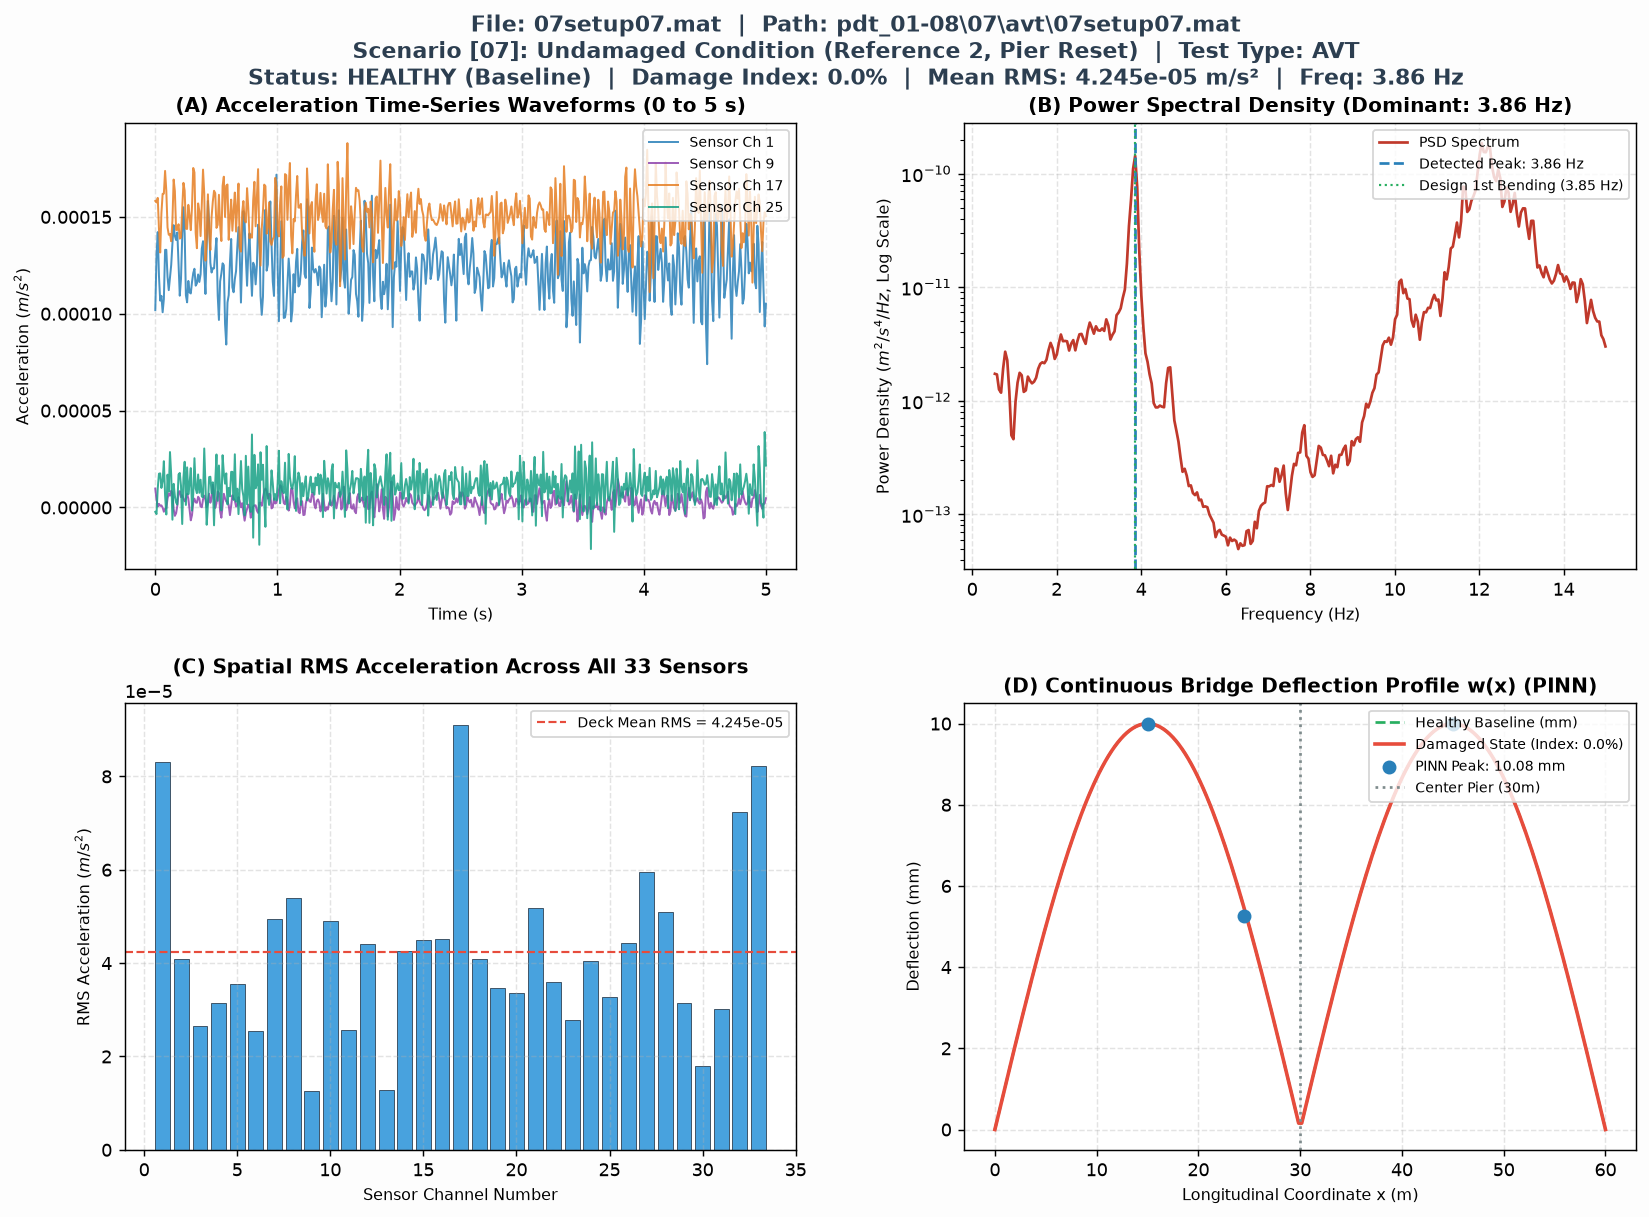 File: 07setup07.mat  |  Path: pdt_01-08\07\avt\07setup07.mat
Scenario [07]: Undamaged Condition (Reference 2, Pier Reset)  |  Test Type: AVT
Status: HEALTHY (Baseline)  |  Damage Index: 0.0%  |  Mean RMS: 4.245e-05 m/s²  |  Freq: 3.86 Hz
(A) Acceleration Time-Series Waveforms (0 to 5 s)
Sensor Ch 1
Sensor Ch 9
Sensor Ch 17
Sensor Ch 25
Acceleration (m/s²)
0.00015
0.00010
0.00005
0.00000
0 1 2 3 4 5
Time (s)
(B) Power Spectral Density (Dominant: 3.86 Hz)
PSD Spectrum
Detected Peak: 3.86 Hz
Design 1st Bending (3.85 Hz)
Power Density (m²/s⁴/Hz, Log Scale)
10⁻¹⁰
10⁻¹¹
10⁻¹²
10⁻¹³
0 2 4 6 8 10 12 14
Frequency (Hz)
(C) Spatial RMS Acceleration Across All 33 Sensors
1e−5
Deck Mean RMS = 4.245e-05
RMS Acceleration (m/s²)
8
6
4
2
0
0 5 10 15 20 25 30 35
Sensor Channel Number
(D) Continuous Bridge Deflection Profile w(x) (PINN)
Healthy Baseline (mm)
Damaged State (Index: 0.0%)
PINN Peak: 10.08 mm
Center Pier (30m)
Deflection (mm)
10
8
6
4
2
0
0 10 20 30 40 50 60
Longitudinal Coordinate x (m)